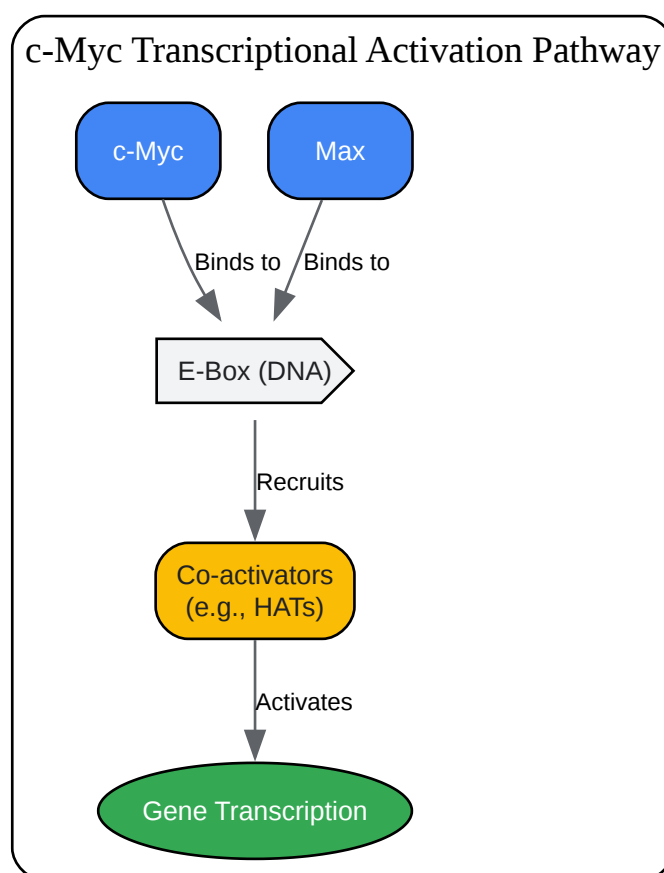 c-Myc Transcriptional Activation Pathway
c-Myc
Max
Binds to
Binds to
E-Box (DNA)
Recruits
Co-activators
(e.g., HATs)
Activates
Gene Transcription